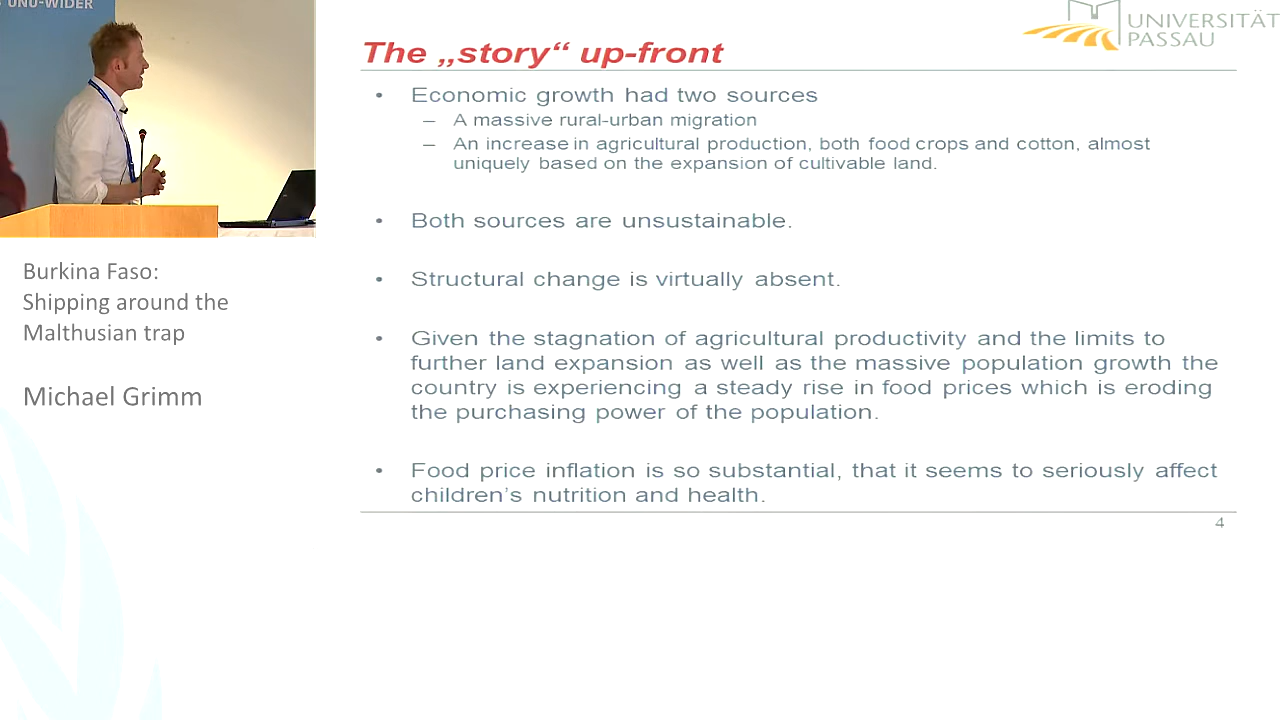 UNU-WIDER
UNIVERSITÄT
PASSAU
The „story“ up-front
• Economic growth had two sources
– A massive rural-urban migration
– An increase in agricultural production, both food crops and cotton, almost
uniquely based on the expansion of cultivable land.
• Both sources are unsustainable.
• Structural change is virtually absent.
• Given the stagnation of agricultural productivity and the limits to
further land expansion as well as the massive population growth the
country is experiencing a steady rise in food prices which is eroding
the purchasing power of the population.
• Food price inflation is so substantial, that it seems to seriously affect
children’s nutrition and health.
4
Burkina Faso:
Shipping around the
Malthusian trap
Michael Grimm